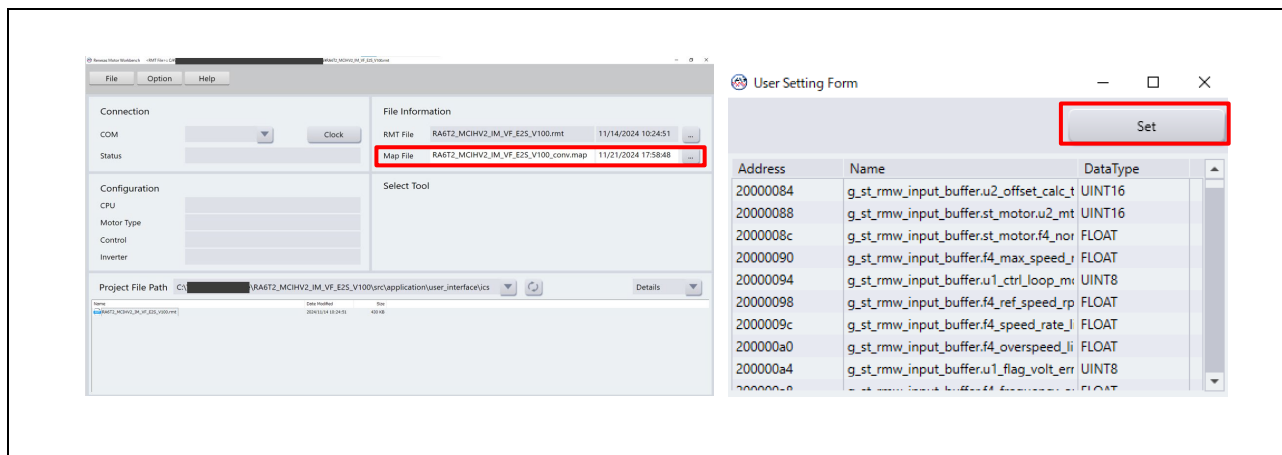 Renesas Motor Workbench
File Option Help
Connection
COM Clock
Status
Configuration
CPU
Motor Type
Control
Inverter
File Information
RMT File RA6T2_MCIHV2_IM_VF_E2S_V100.rmt 11/14/2024 10:24:51 ...
Map File RA6T2_MCIHV2_IM_VF_E2S_V100_conv.map 11/21/2024 17:58:48 ...
Select Tool
Project File Path C:\ \RA6T2_MCIHV2_IM_VF_E2S_V100\src\application\user_interface\ics Details
Name Date Modified Size
RA6T2_MCIHV2_IM_VF_E2S_V100.rmt 2024/11/14 10:24:51 430 KB
User Setting Form
Set
Address Name DataType
20000084 g_st_rmw_input_buffer.u2_offset_calc_t UINT16
20000088 g_st_rmw_input_buffer.st_motor.u2_mt UINT16
2000008c g_st_rmw_input_buffer.st_motor.f4_nor FLOAT
20000090 g_st_rmw_input_buffer.f4_max_speed_r FLOAT
20000094 g_st_rmw_input_buffer.u1_ctrl_loop_mo UINT8
20000098 g_st_rmw_input_buffer.f4_ref_speed_rp FLOAT
2000009c g_st_rmw_input_buffer.f4_speed_rate_li FLOAT
200000a0 g_st_rmw_input_buffer.f4_overspeed_li FLOAT
200000a4 g_st_rmw_input_buffer.u1_flag_volt_err UINT8
200000a8 FLOAT